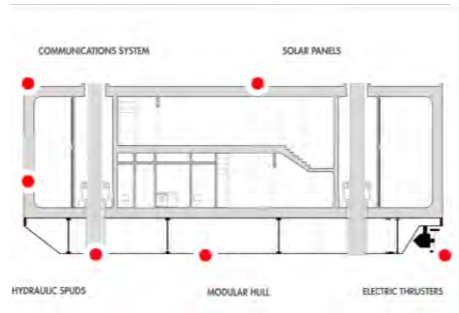 COMMUNICATIONS SYSTEM
SOLAR PANELS
HYDRAULIC SPUDS
MODULAR HULL
ELECTRIC THRUSTERS